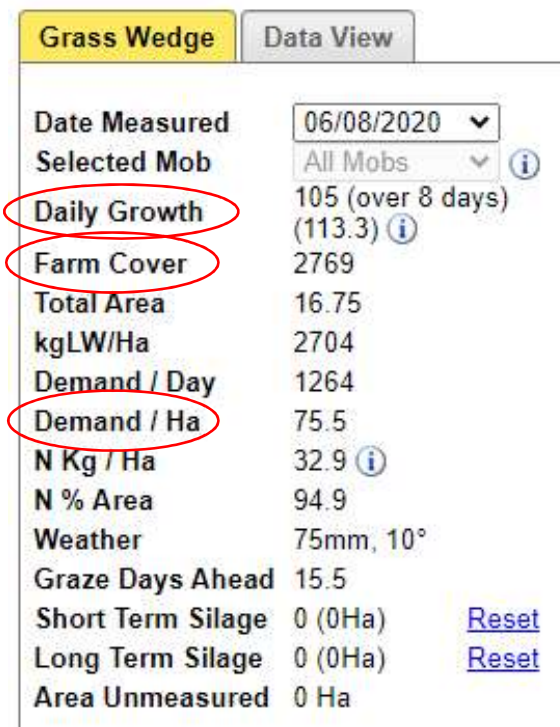 Grass Wedge Data View
Date Measured 06/08/2020
Selected Mob All Mobs
Daily Growth 105 (over 8 days)
(113.3)
Farm Cover 2769
Total Area 16.75
kgLW/Ha 2704
Demand / Day 1264
Demand / Ha 75.5
N Kg / Ha 32.9
N % Area 94.9
Weather 75mm, 10°
Graze Days Ahead 15.5
Short Term Silage 0 (0Ha) Reset
Long Term Silage 0 (0Ha) Reset
Area Unmeasured 0 Ha